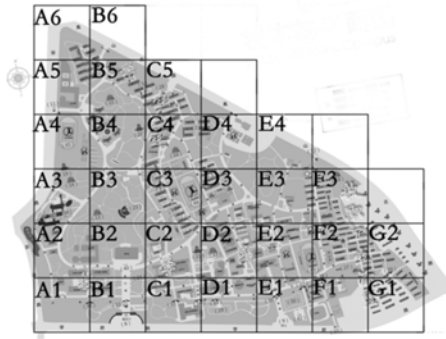 A6 B6
A5 B5 C5
A4 B4 C4 D4 E4
A3 B3 C3 D3 E3 F3
A2 B2 C2 D2 E2 F2 G2
A1 B1 C1 D1 E1 F1 G1